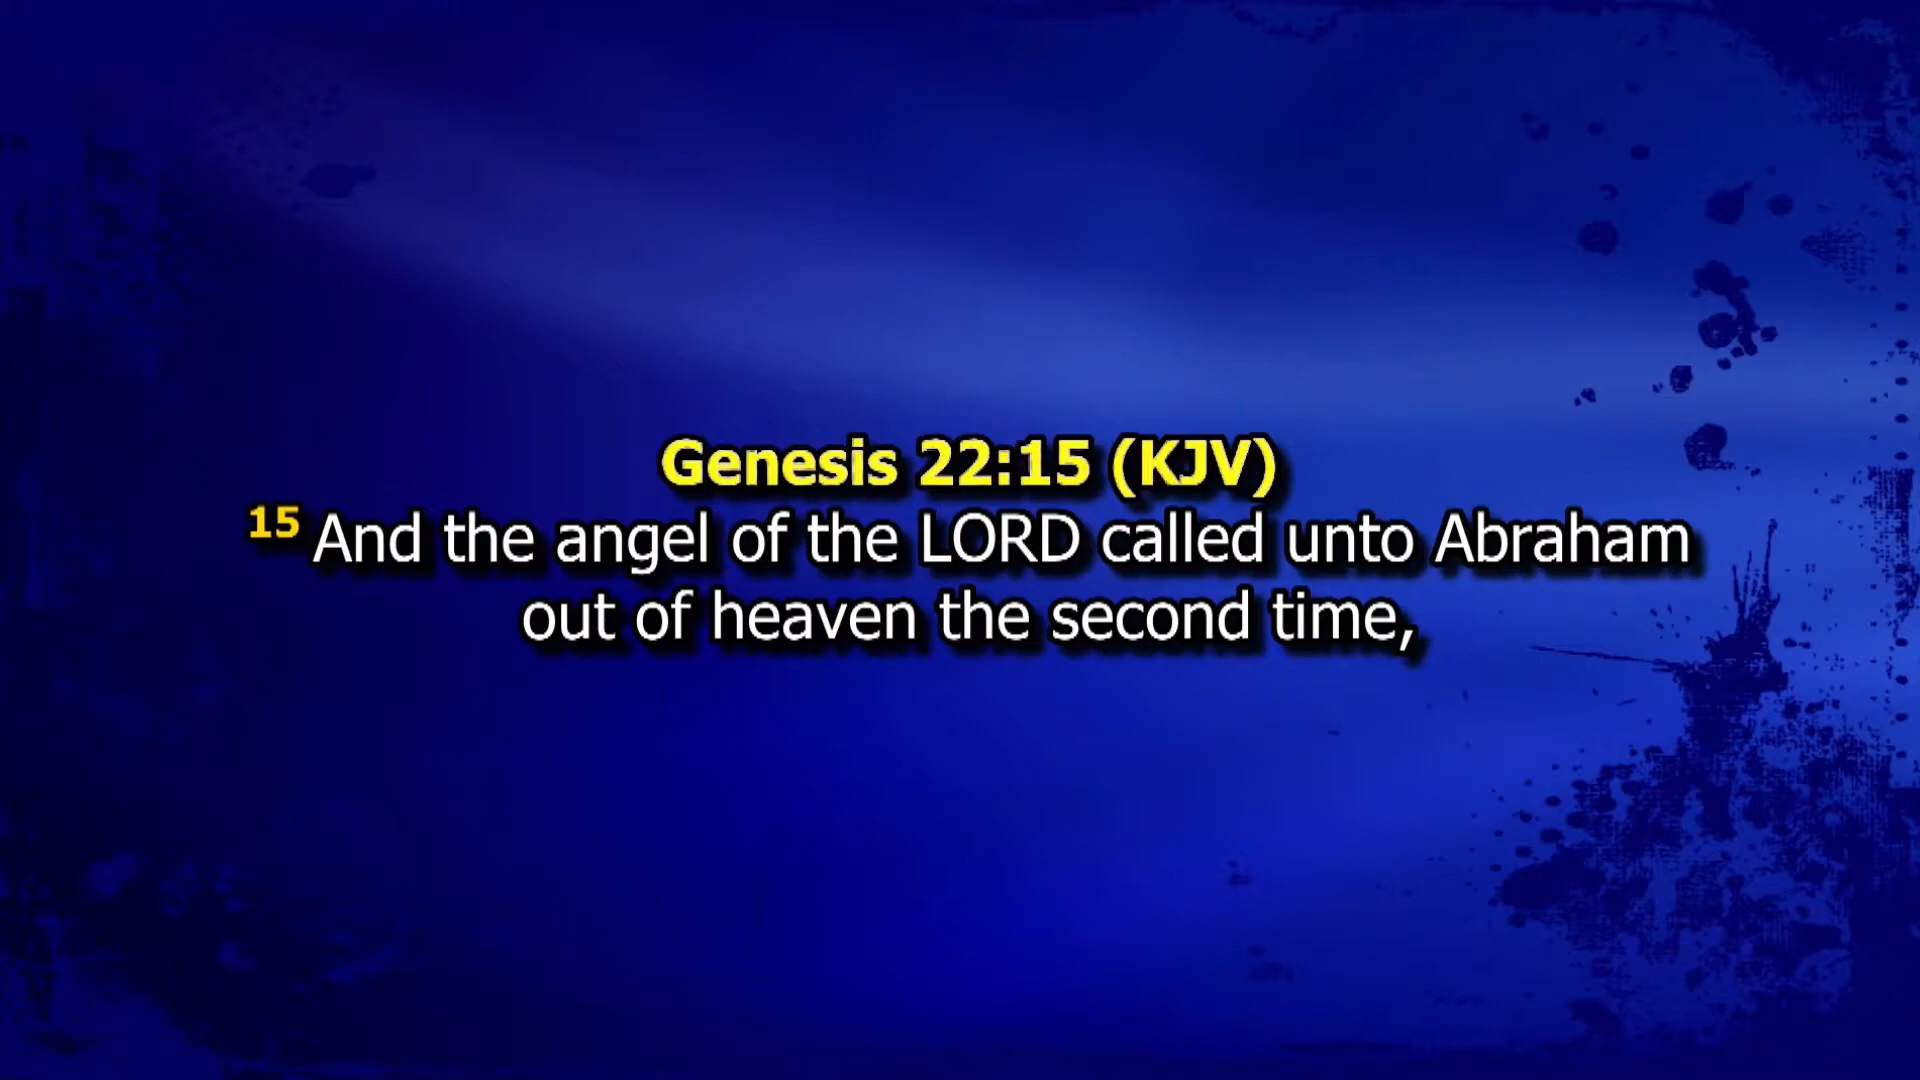 Genesis 22:15 (KJV)
15 And the angel of the LORD called unto Abraham
out of heaven the second time,